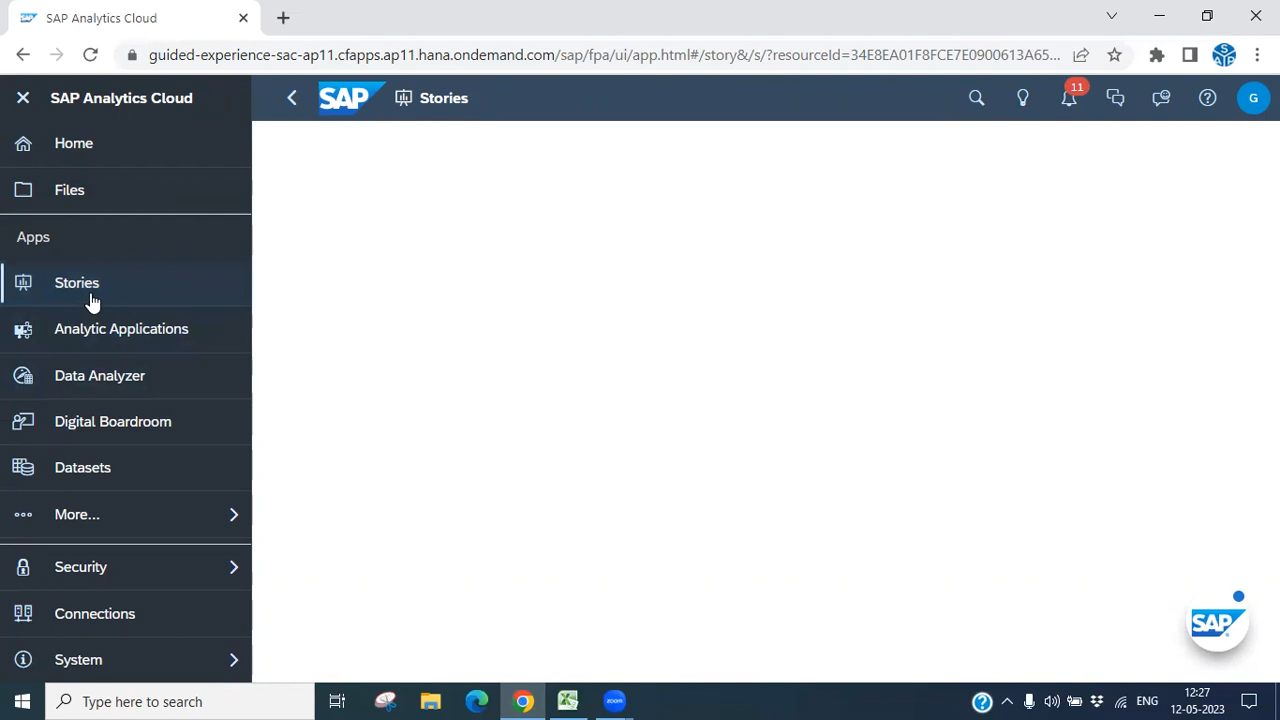 SAP Analytics Cloud
guided-experience-sac-ap11.cfapps.ap11.hana.ondemand.com/sap/fpa/ui/app.html#/story&/s/?resourceId=34E8EA01F8FCE7E0900613A65...
SAP Analytics Cloud
SAP
Stories
11
G
Home
Files
Apps
Stories
Analytic Applications
Data Analyzer
Digital Boardroom
Datasets
More...
Security
Connections
System
SAP
Type here to search
zoom
ENG
12:27
12-05-2023